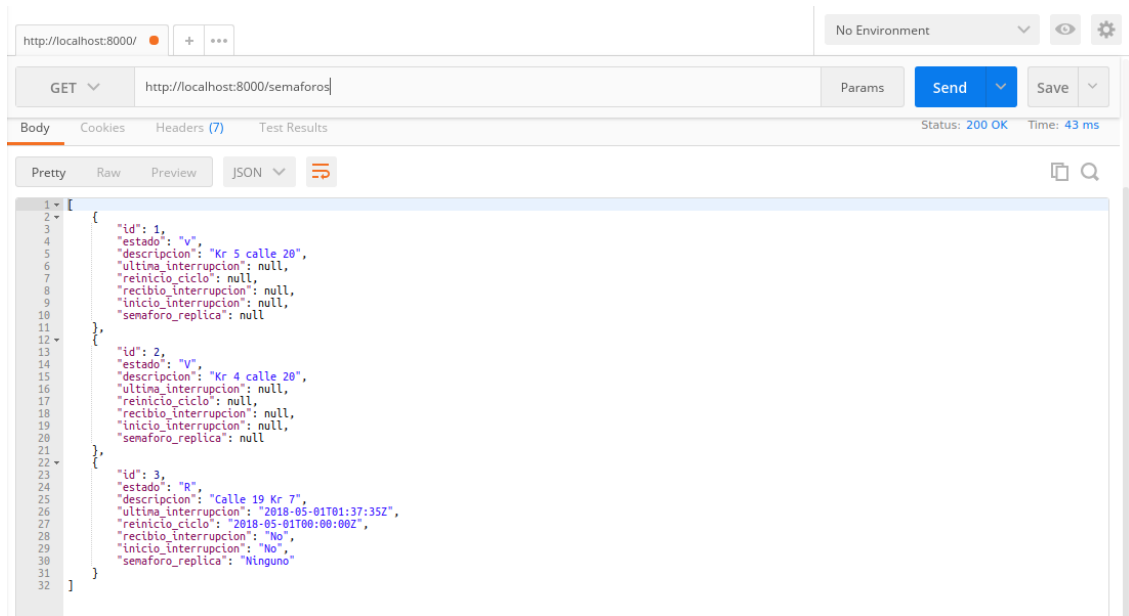 http://localhost:8000/
+
No Environment
GET
http://localhost:8000/semaforos
Params
Send
Save
Body Cookies Headers (7) Test Results
Status: 200 OK Time: 43 ms
Pretty Raw Preview JSON
1 [
2 {
3 "id": 1,
4 "estado": "v",
5 "descripcion": "Kr 5 calle 20",
6 "ultima_interrupcion": null,
7 "reinicio_ciclo": null,
8 "recibio_interrupcion": null,
9 "inicio_interrupcion": null,
10 "semaforo_replica": null
11 },
12 {
13 "id": 2,
14 "estado": "V",
15 "descripcion": "Kr 4 calle 20",
16 "ultima_interrupcion": null,
17 "reinicio_ciclo": null,
18 "recibio_interrupcion": null,
19 "inicio_interrupcion": null,
20 "semaforo_replica": null
21 },
22 {
23 "id": 3,
24 "estado": "R",
25 "descripcion": "Calle 19 Kr 7",
26 "ultima_interrupcion": "2018-05-01T01:37:35Z",
27 "reinicio_ciclo": "2018-05-01T00:00:00Z",
28 "recibio_interrupcion": "No",
29 "inicio_interrupcion": "No",
30 "semaforo_replica": "Ninguno"
31 }
32 ]